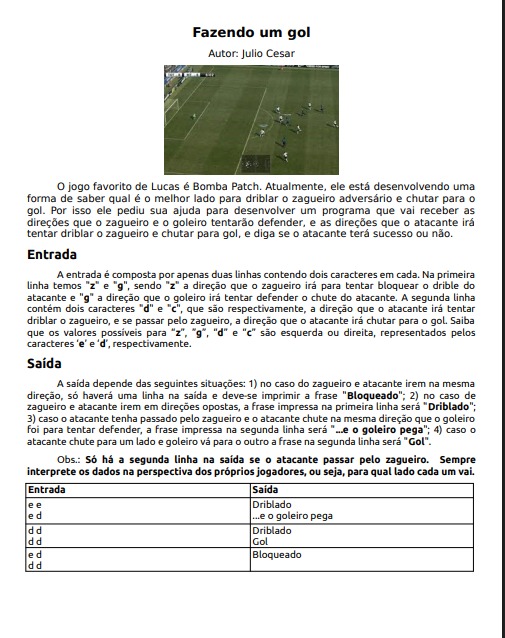 Fazendo um gol
Autor: Julio Cesar
O jogo favorito de Lucas é Bomba Patch. Atualmente, ele está desenvolvendo uma
forma de saber qual é o melhor lado para driblar o zagueiro adversário e chutar para o
gol. Por isso ele pediu sua ajuda para desenvolver um programa que vai receber as
direções que o zagueiro e o goleiro tentarão defender, e as direções que o atacante irá
tentar driblar o zagueiro e chutar para gol, e diga se o atacante terá sucesso ou não.
Entrada
A entrada é composta por apenas duas linhas contendo dois caracteres em cada. Na primeira
linha temos "z" e "g", sendo "z" a direção que o zagueiro irá para tentar bloquear o drible do
atacante e "g" a direção que o goleiro irá tentar defender o chute do atacante. A segunda linha
contém dois caracteres "d" e "c", que são respectivamente, a direção que o atacante irá tentar
driblar o zagueiro, e se passar pelo zagueiro, a direção que o atacante irá chutar para o gol. Saiba
que os valores possíveis para “z”, “g”, “d” e “c” são esquerda ou direita, representados pelos
caracteres ‘e’ e ‘d’, respectivamente.
Saída
A saída depende das seguintes situações: 1) no caso do zagueiro e atacante irem na mesma
direção, só haverá uma linha na saída e deve-se imprimir a frase "Bloqueado"; 2) no caso de
zagueiro e atacante irem em direções opostas, a frase impressa na primeira linha será "Driblado";
3) caso o atacante tenha passado pelo zagueiro e o atacante chute na mesma direção que o goleiro
foi para tentar defender, a frase impressa na segunda linha será "...e o goleiro pega"; 4) caso o
atacante chute para um lado e goleiro vá para o outro a frase na segunda linha será "Gol".
Obs.: Só há a segunda linha na saída se o atacante passar pelo zagueiro. Sempre
interprete os dados na perspectiva dos próprios jogadores, ou seja, para qual lado cada um vai.
Entrada Saída
e e Driblado
e d ...e o goleiro pega
d d Driblado
d d Gol
e d Bloqueado
d d